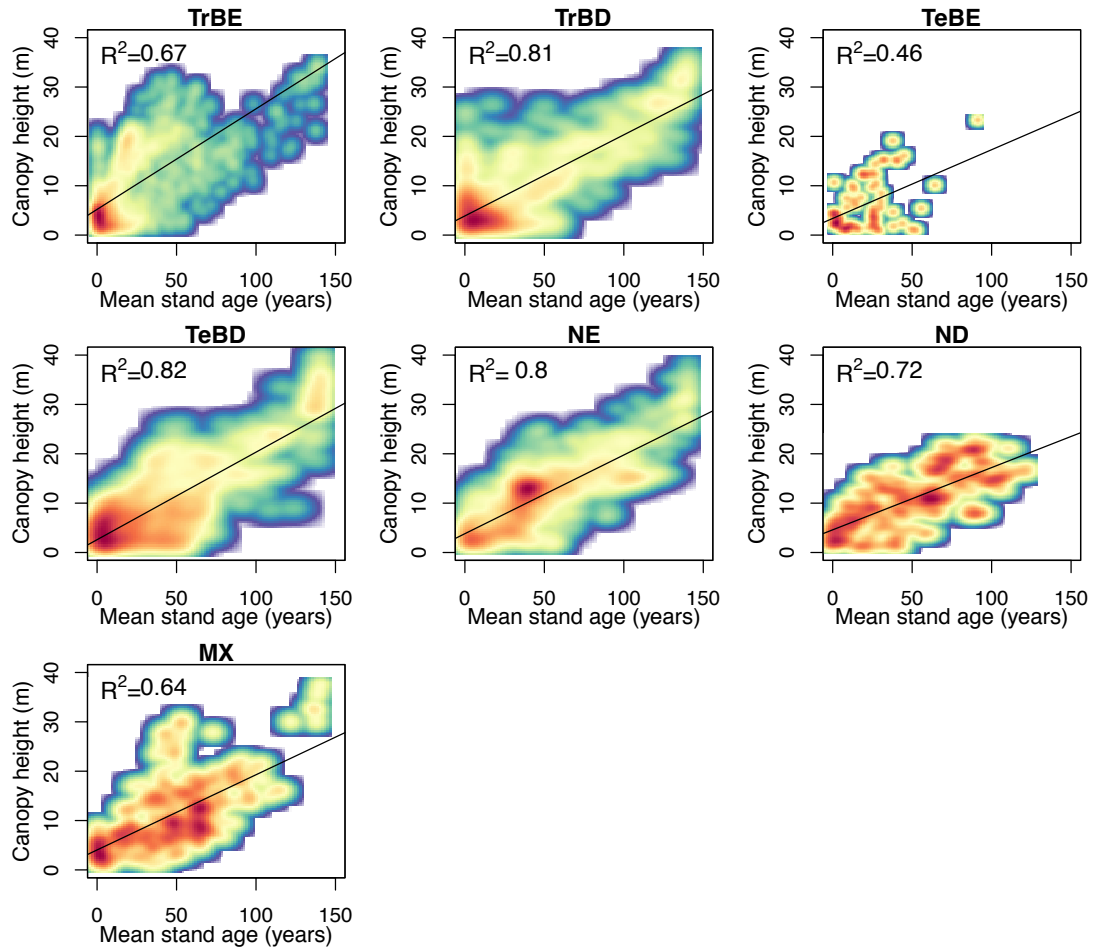 TrBE
TrBD
TeBE
R²=0.67
R²=0.81
R²=0.46
Canopy height (m)
Canopy height (m)
Canopy height (m)
40
30
20
10
0
40
30
20
10
0
40
30
20
10
0
0 50 100 150
0 50 100 150
0 50 100 150
Mean stand age (years)
Mean stand age (years)
Mean stand age (years)
TeBD
NE
ND
R²=0.82
R²= 0.8
R²=0.72
Canopy height (m)
Canopy height (m)
Canopy height (m)
40
30
20
10
0
40
30
20
10
0
40
30
20
10
0
0 50 100 150
0 50 100 150
0 50 100 150
Mean stand age (years)
Mean stand age (years)
Mean stand age (years)
MX
R²=0.64
Canopy height (m)
40
30
20
10
0
0 50 100 150
Mean stand age (years)